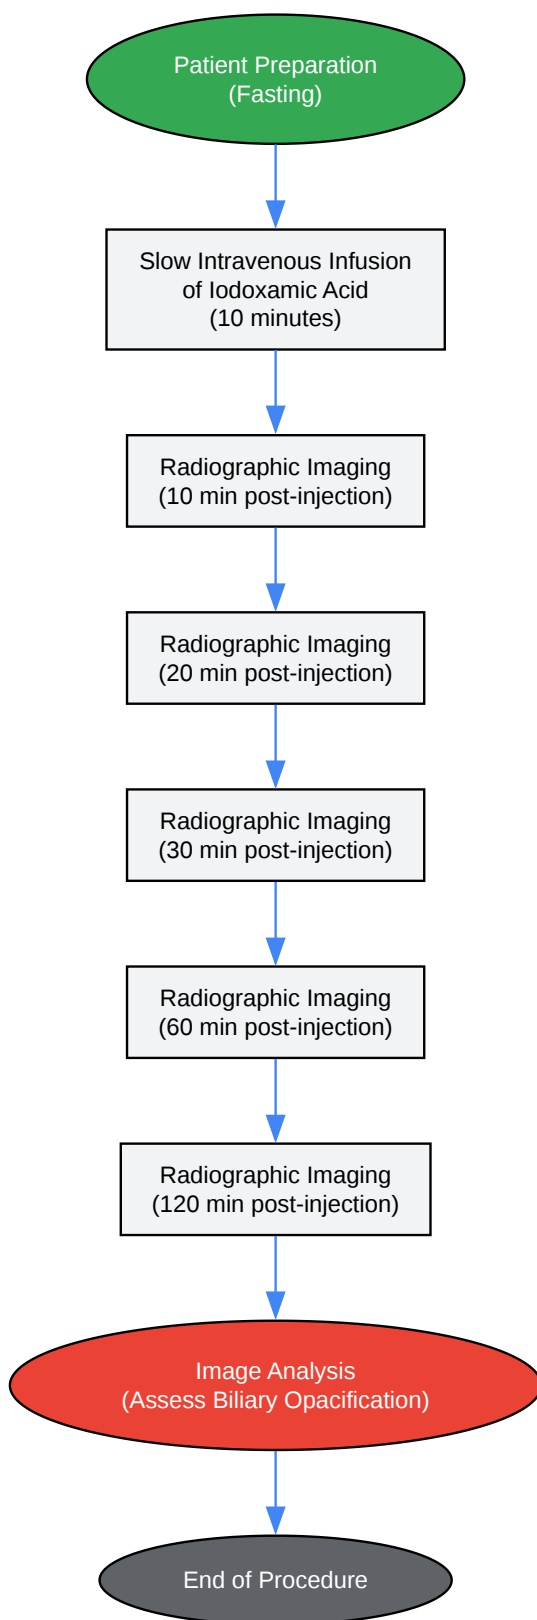 Patient Preparation
(Fasting)
Slow Intravenous Infusion
of Iodoxamic Acid
(10 minutes)
Radiographic Imaging
(10 min post-injection)
Radiographic Imaging
(20 min post-injection)
Radiographic Imaging
(30 min post-injection)
Radiographic Imaging
(60 min post-injection)
Radiographic Imaging
(120 min post-injection)
Image Analysis
(Assess Biliary Opacification)
End of Procedure